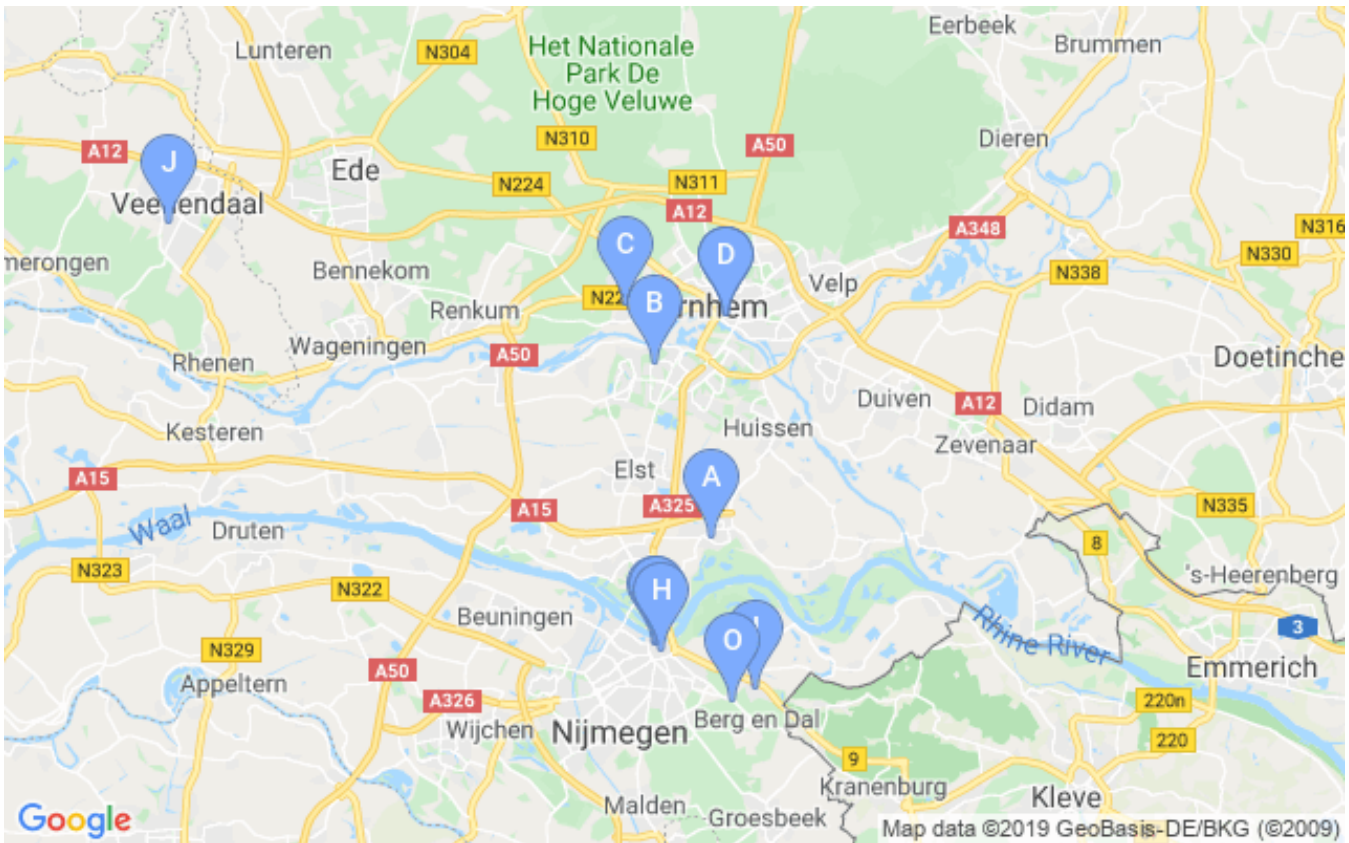 Lunteren
N304
Het Nationale
Park De
Hoge Veluwe
Eerbeek
Brummen
A12
J
Ede
N310
A50
Dieren
N224
N311
Veenendaal
A12
C
D
A348
N316
N330
merongen
Bennekom
Velp
N338
Renkum
B
rnhem
Rhenen
Wageningen
A50
Doetinche
Duiven
A12
Didam
Kesteren
Huissen
Zevenaar
A15
Elst
A
Waal
Druten
A15
A325
N335
8
N323
N322
H
's-Heerenberg
Beuningen
Rhine River
3
N329
O
Emmerich
Appeltern
A50
A326
Wijchen
Nijmegen
Berg en Dal
220n
220
9
Kranenburg
Kleve
Malden
Groesbeek
Google
Map data ©2019 GeoBasis-DE/BKG (©2009)